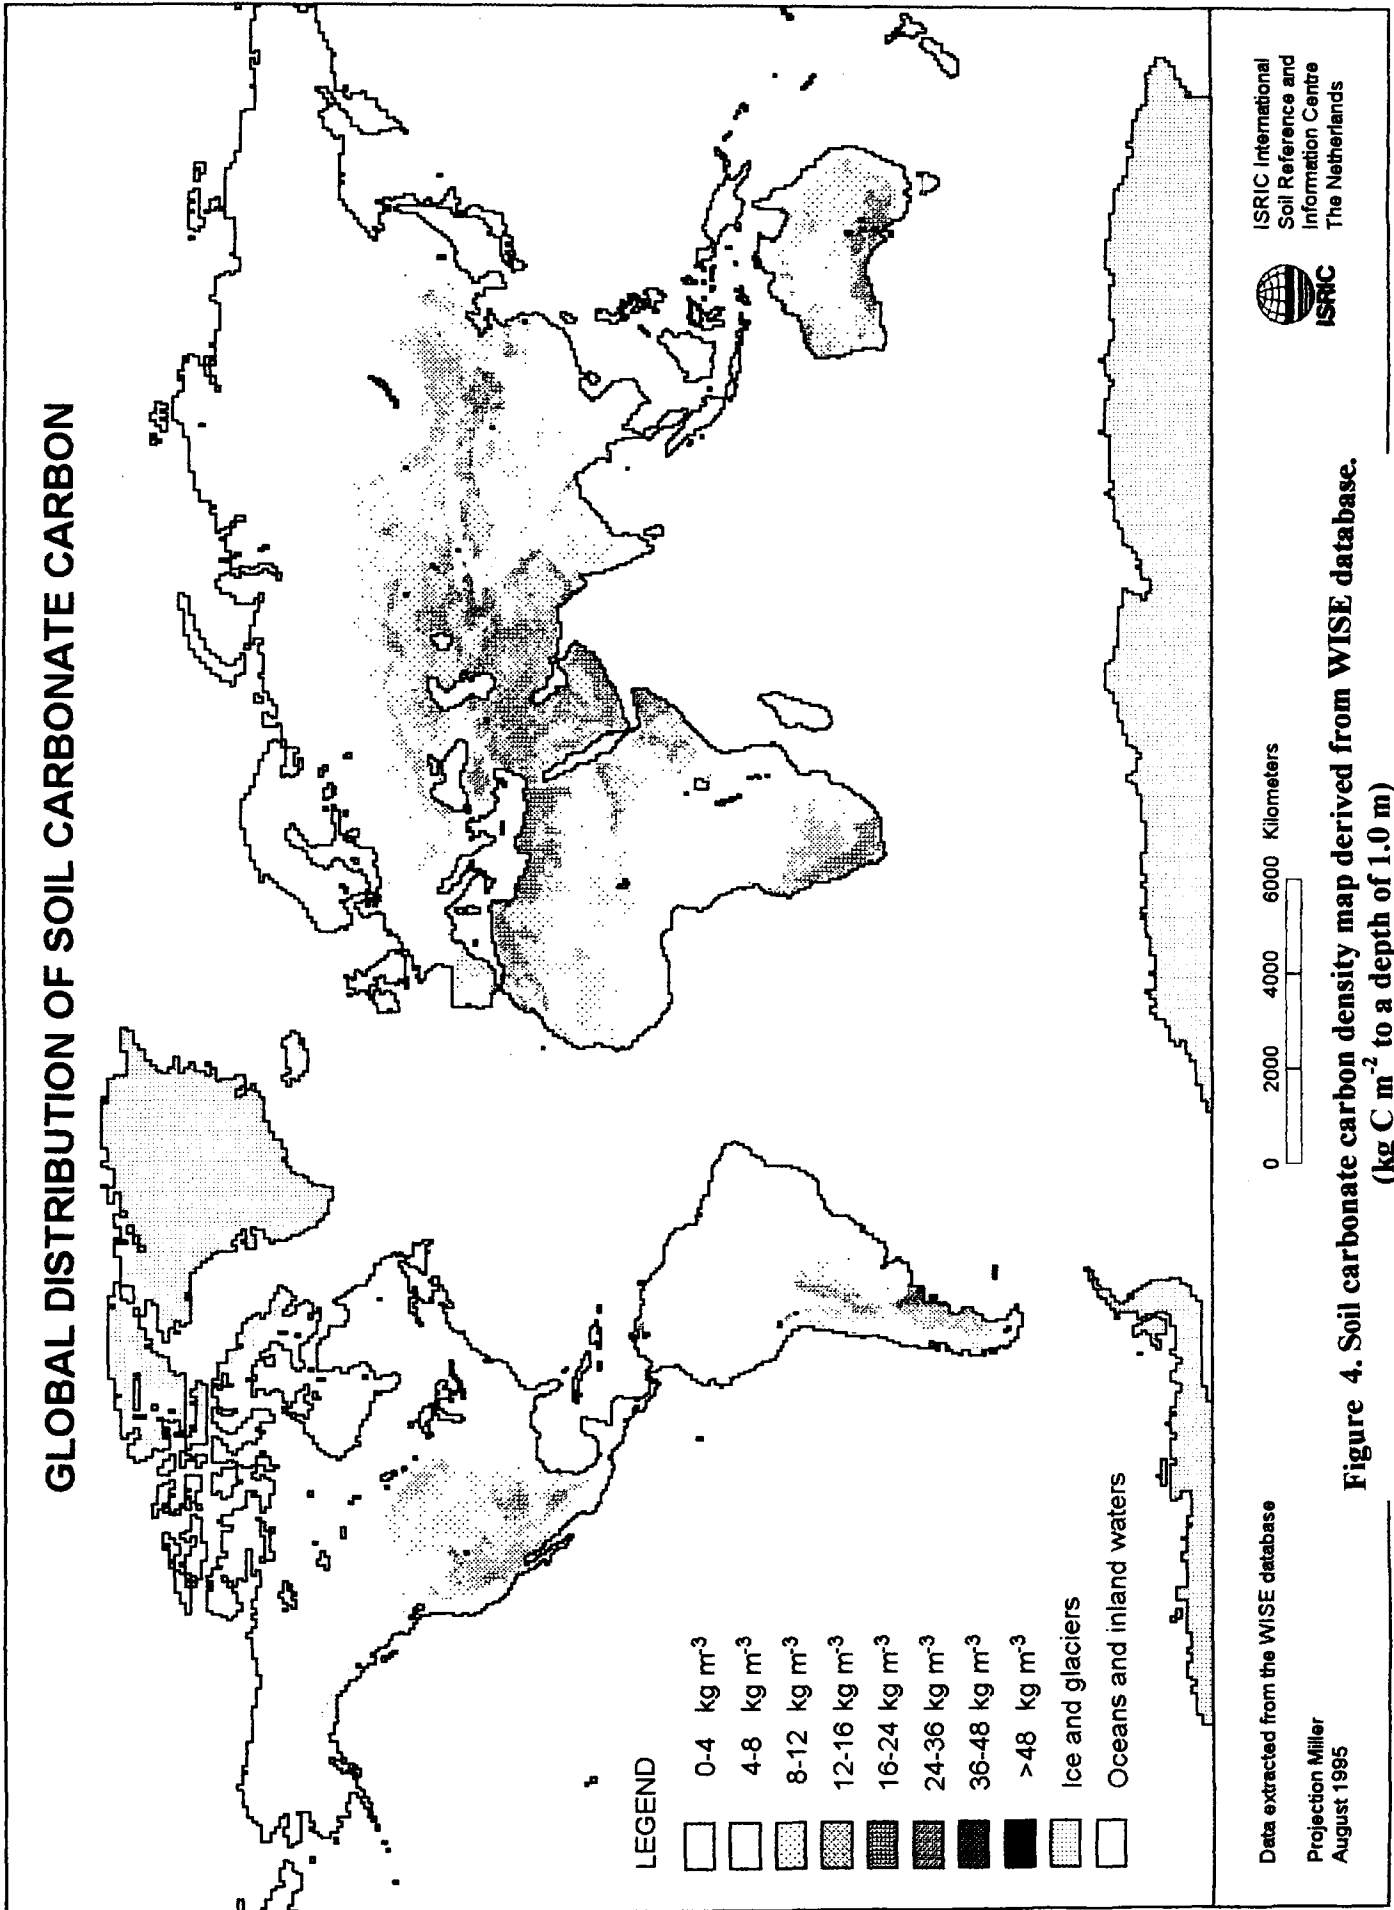 GLOBAL DISTRIBUTION OF SOIL CARBONATE CARBON
LEGEND
0-4 kg m-3
4-8 kg m-3
8-12 kg m-3
12-16 kg m-3
16-24 kg m-3
24-36 kg m-3
36-48 kg m-3
>48 kg m-3
Ice and glaciers
Oceans and inland waters
Data extracted from the WISE database
Projection Miller
August 1995
0 2000 4000 6000 Kilometers
ISRIC
ISRIC International
Soil Reference and
Information Centre
The Netherlands
Figure 4. Soil carbonate carbon density map derived from WISE database.
(kg C m-2 to a depth of 1.0 m)